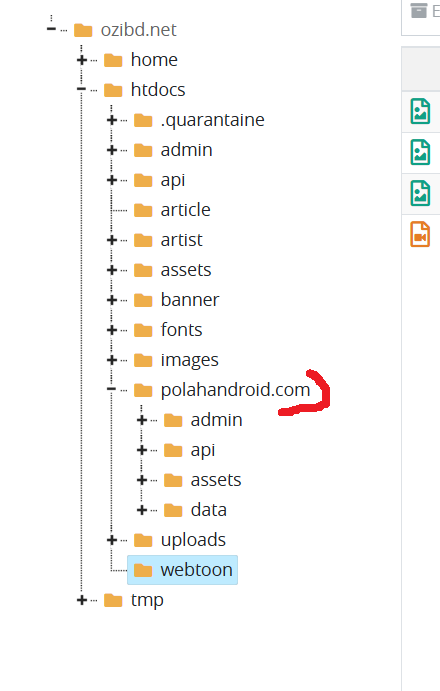 ozibd.net
home
htdocs
.quarantaine
admin
api
article
artist
assets
banner
fonts
images
polahandroid.com
admin
api
assets
data
uploads
webtoon
tmp